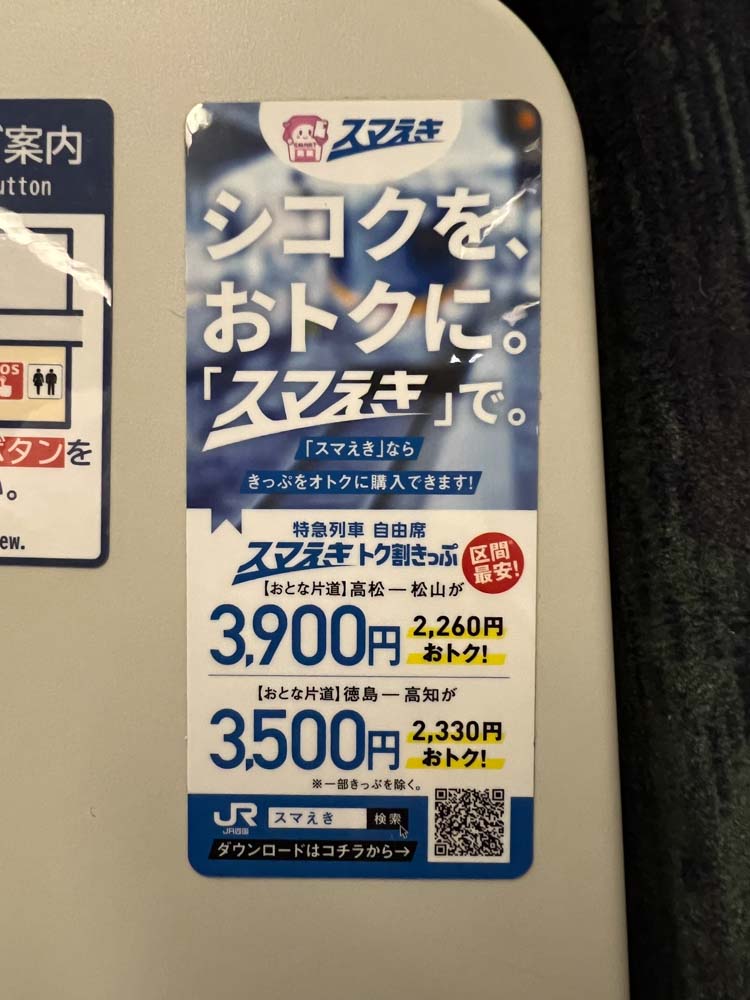 案内
utton
OS
ボタンを
い。
ew.
スマえき
シコクを、
おトクに。
「スマえき」で。
「スマえき」なら
きっぷをオトクに購入できます!
特急列車 自由席
スマえきトク割きっぷ
区間※
最安!
【おとな片道】高松―松山が
3,900円
2,260円
おトク!
【おとな片道】徳島―高知が
3,500円
2,330円
おトク!
※一部きっぷを除く。
JR
JR四国
スマえき 検索
ダウンロードはコチラから→